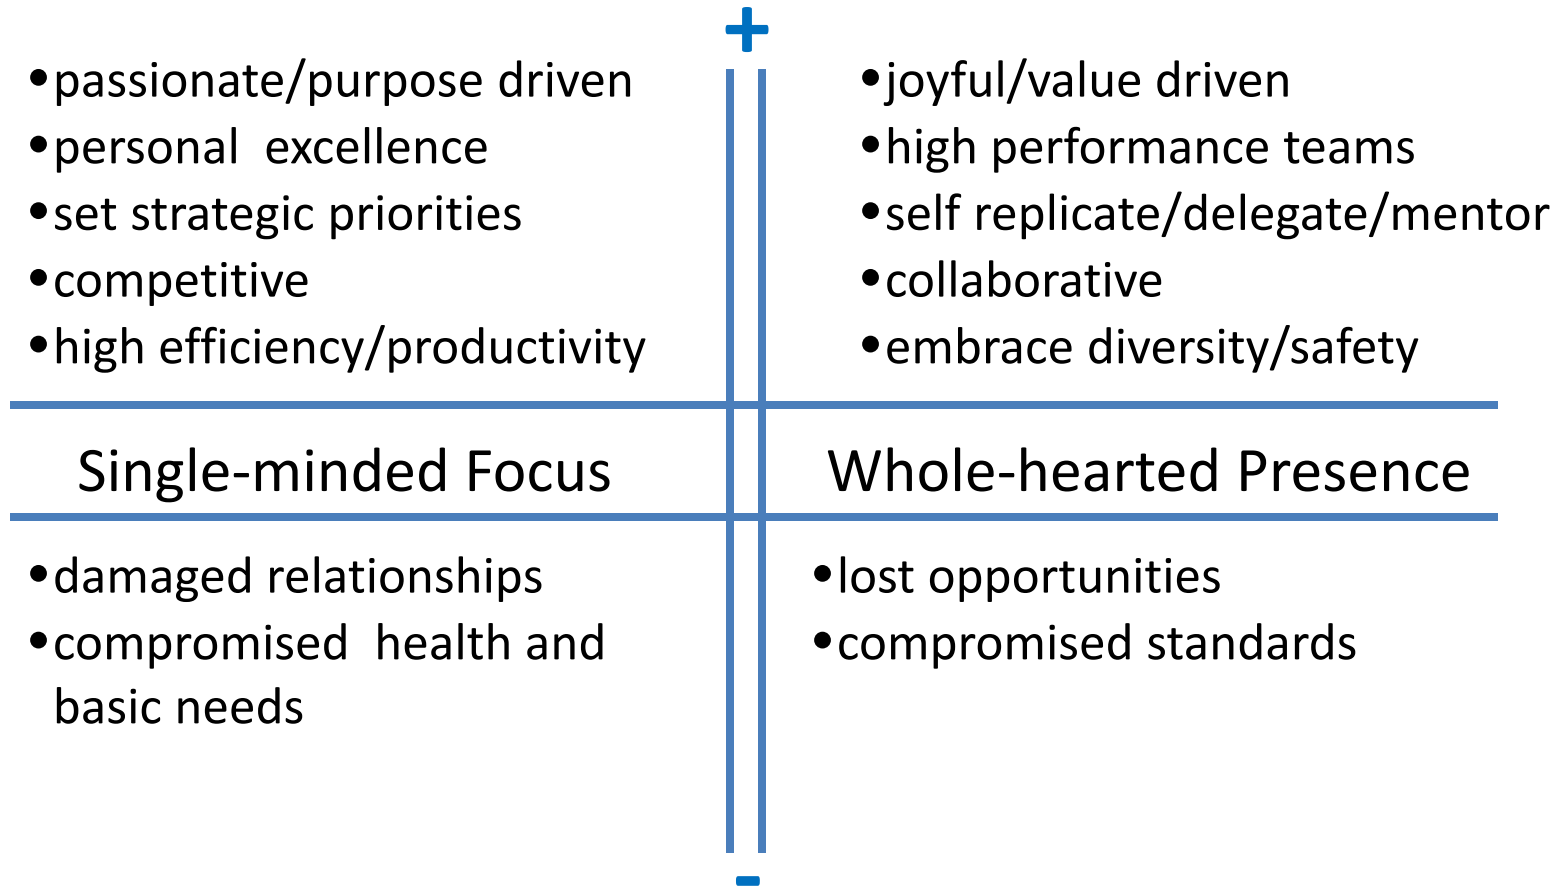 +
•passionate/purpose driven
•personal  excellence
•set strategic priorities
•competitive
•high efficiency/productivity
•joyful/value driven
•high performance teams
•self replicate/delegate/mentor
•collaborative
•embrace diversity/safety
Single-minded Focus
Whole-hearted Presence
•damaged relationships
•compromised  health and
basic needs
•lost opportunities
•compromised standards
-